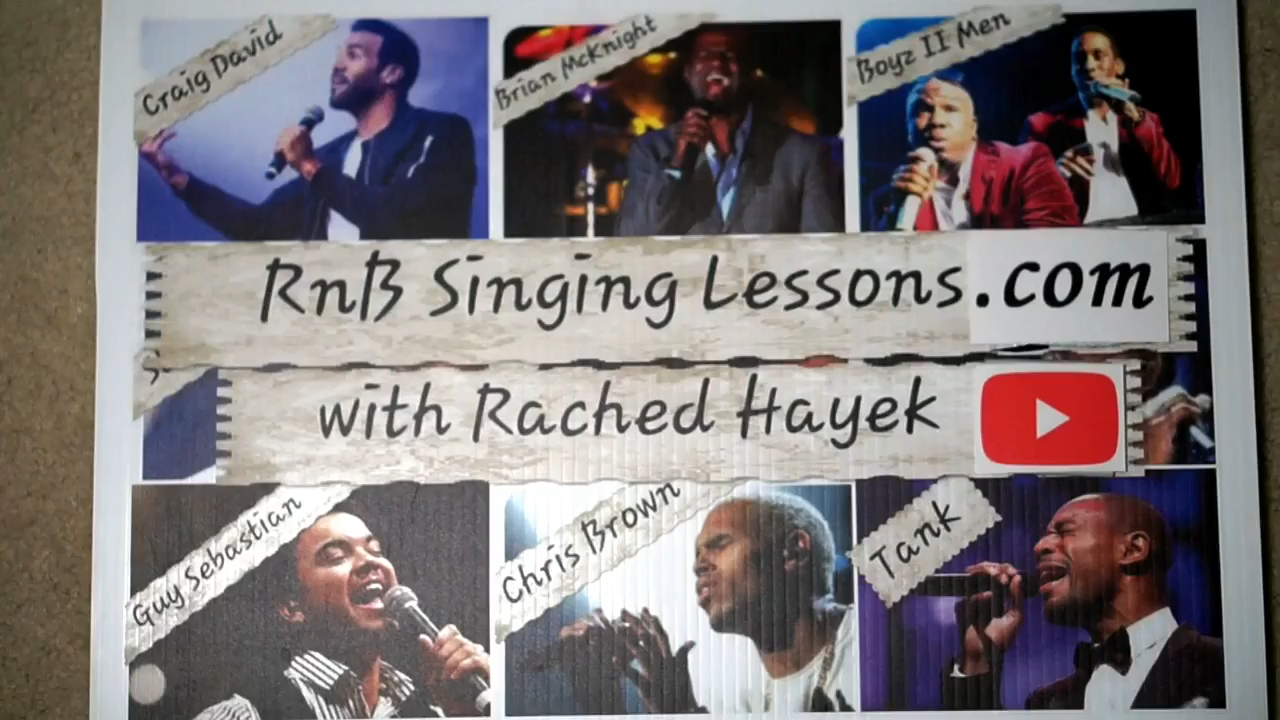 Craig David
Brian McKnight
Boyz II Men
RnB Singing Lessons.com
with Rached Hayek
Guy Sebastian
Chris Brown
Tank